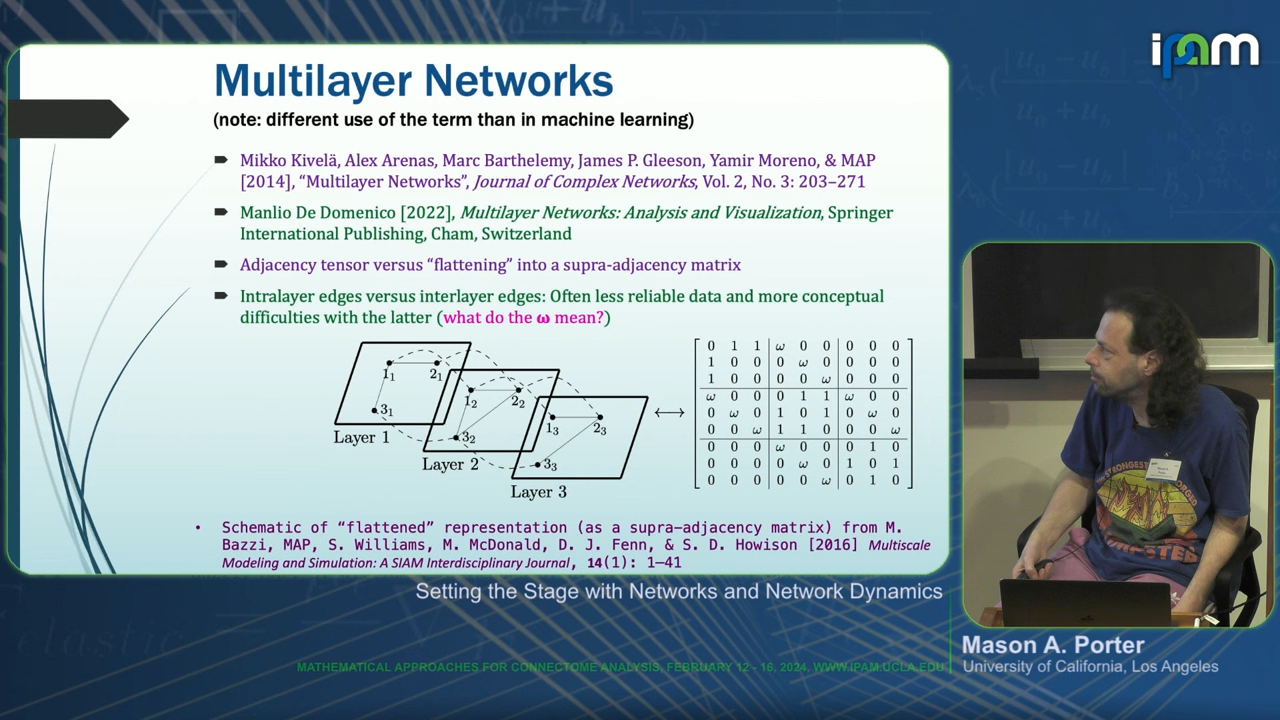 ipam
Multilayer Networks
(note: different use of the term than in machine learning)
Mikko Kivelä, Alex Arenas, Marc Barthelemy, James P. Gleeson, Yamir Moreno, & MAP
[2014], “Multilayer Networks”, Journal of Complex Networks, Vol. 2, No. 3: 203–271
Manlio De Domenico [2022], Multilayer Networks: Analysis and Visualization, Springer
International Publishing, Cham, Switzerland
Adjacency tensor versus “flattening” into a supra-adjacency matrix
Intralayer edges versus interlayer edges: Often less reliable data and more conceptual
difficulties with the latter (what do the ω mean?)
1₁ 2₁
3₁
Layer 1
1₂ 2₂
3₂
Layer 2
1₃ 2₃
3₃
Layer 3
0 1 1 ω 0 0 0 0 0
1 0 0 0 ω 0 0 0 0
1 0 0 0 0 ω 0 0 0
ω 0 0 0 1 1 ω 0 0
0 ω 0 1 0 1 0 ω 0
0 0 ω 1 1 0 0 0 ω
0 0 0 ω 0 0 0 1 0
0 0 0 0 ω 0 1 0 1
0 0 0 0 0 ω 0 1 0
• Schematic of “flattened” representation (as a supra-adjacency matrix) from M.
Bazzi, MAP, S. Williams, M. McDonald, D. J. Fenn, & S. D. Howison [2016] Multiscale
Modeling and Simulation: A SIAM Interdisciplinary Journal, 14(1): 1–41
Setting the Stage with Networks and Network Dynamics
Mason A. Porter
University of California, Los Angeles
MATHEMATICAL APPROACHES FOR CONNECTOME ANALYSIS, FEBRUARY 12 - 16, 2024, WWW.IPAM.UCLA.EDU
elastic